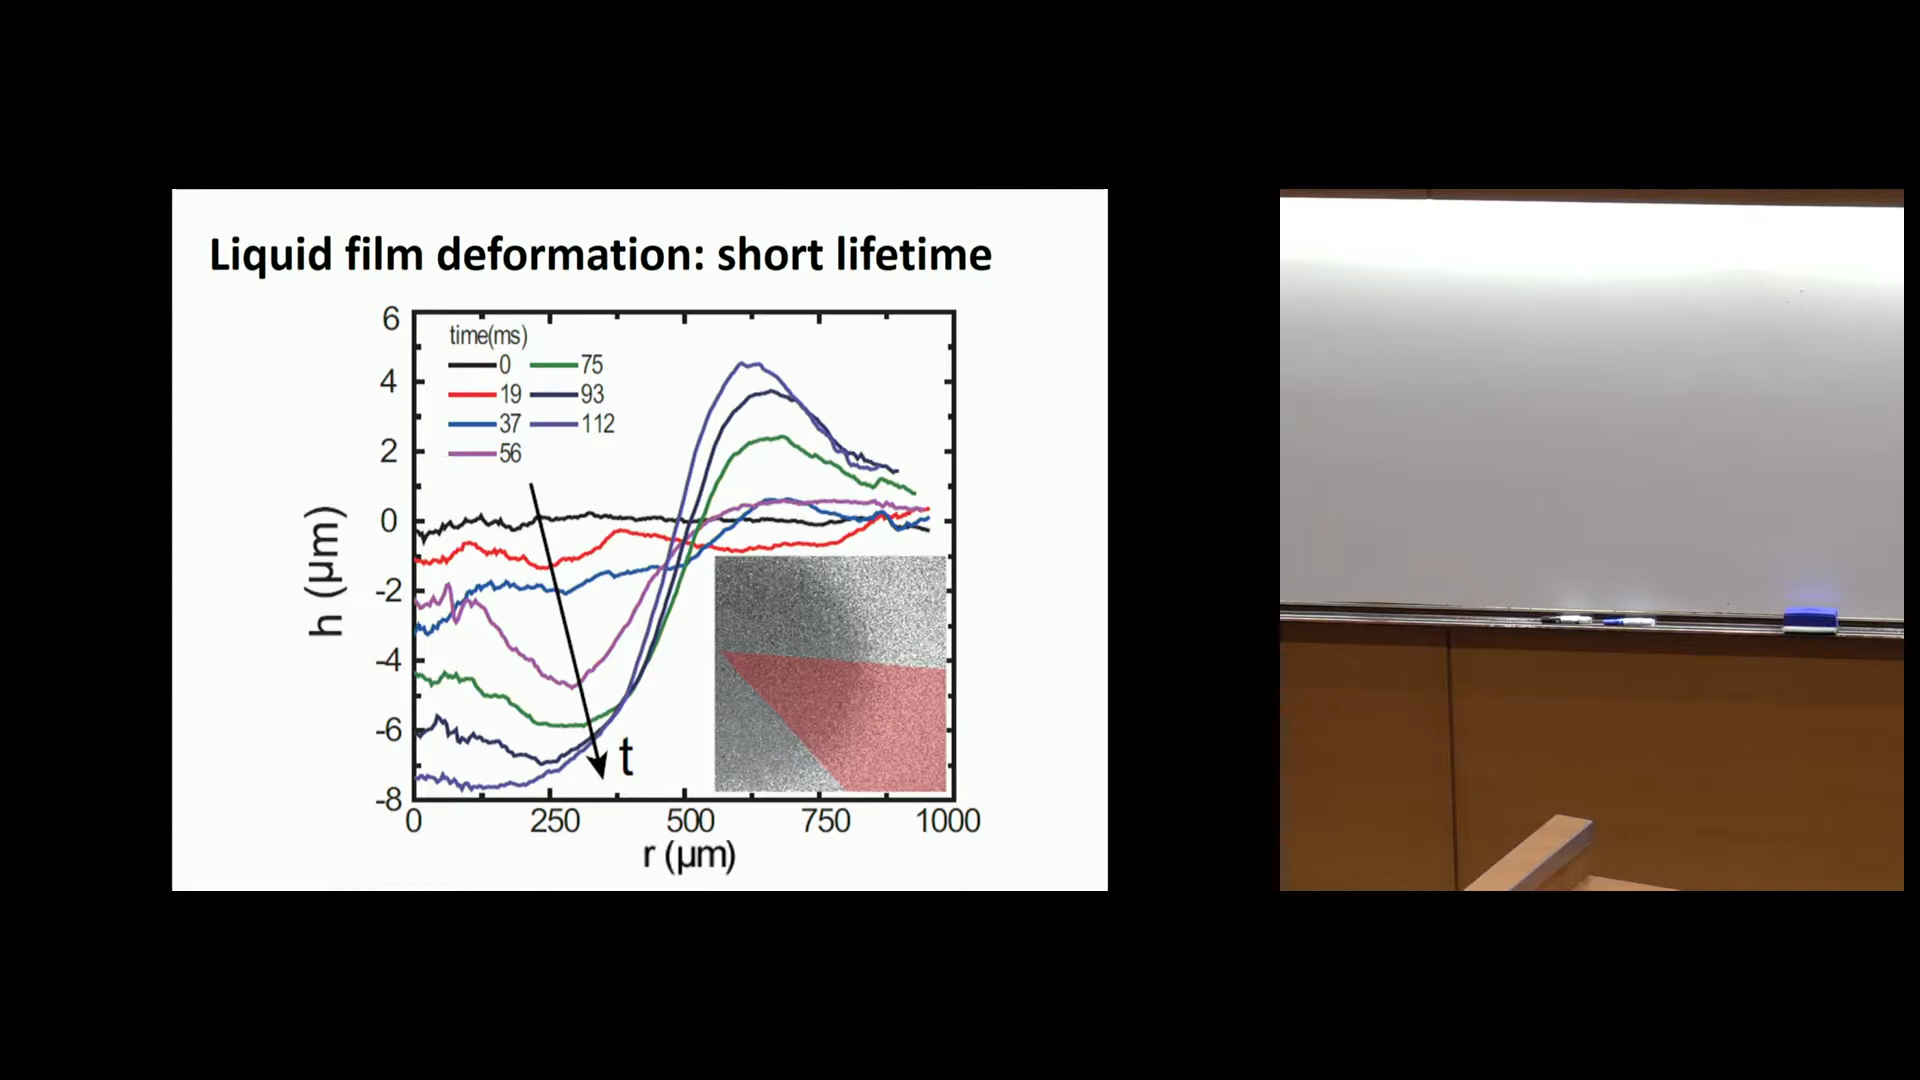 Liquid film deformation: short lifetime
6
4
2
0
-2
-4
-6
-8
h (µm)
time(ms)
0 75
19 93
37 112
56
t
0 250 500 750 1000
r (µm)